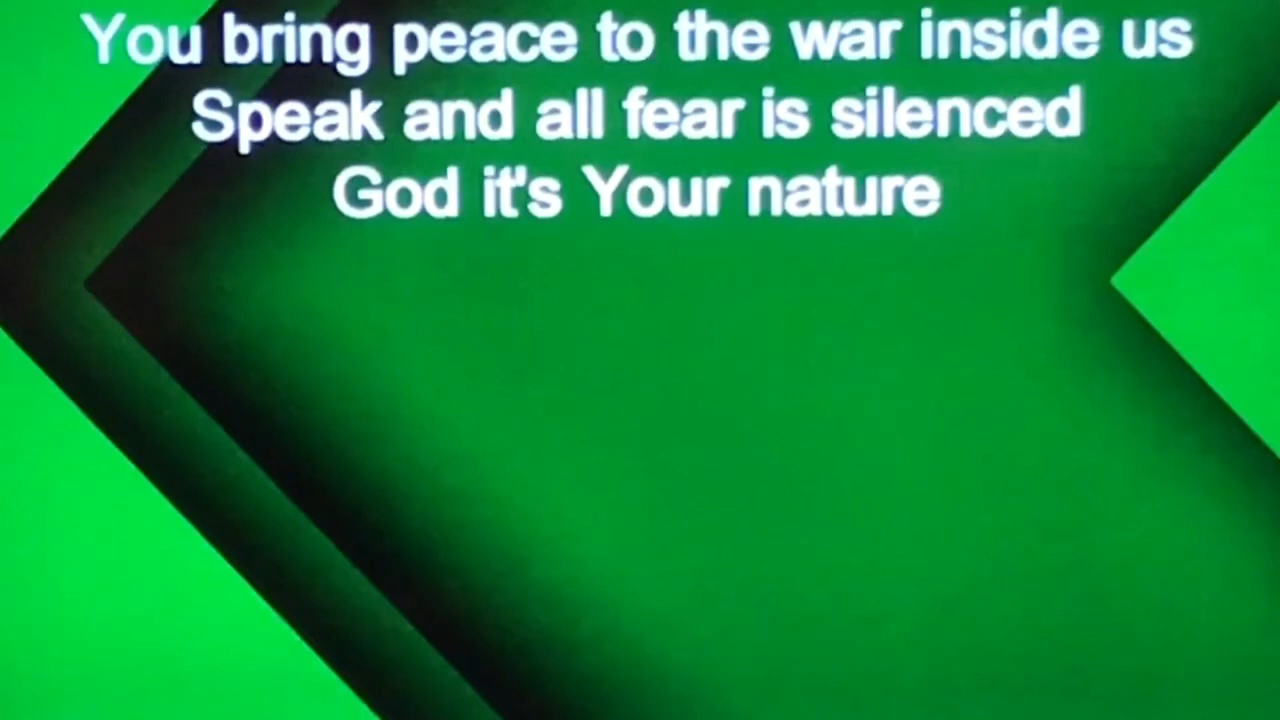 You bring peace to the war inside us
Speak and all fear is silenced
God it's Your nature